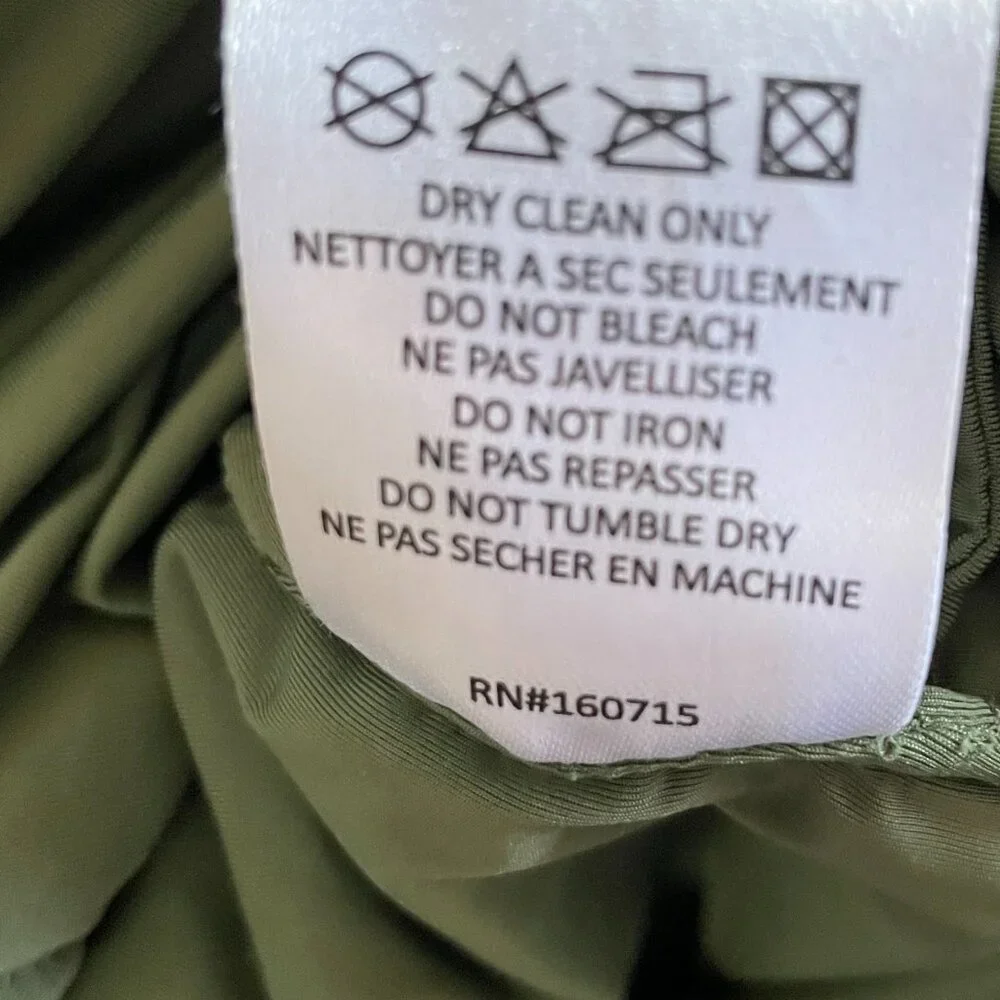 DRY CLEAN ONLY
NETTOYER A SEC SEULEMENT
DO NOT BLEACH
NE PAS JAVELLISER
DO NOT IRON
NE PAS REPASSER
DO NOT TUMBLE DRY
NE PAS SECHER EN MACHINE
RN#160715